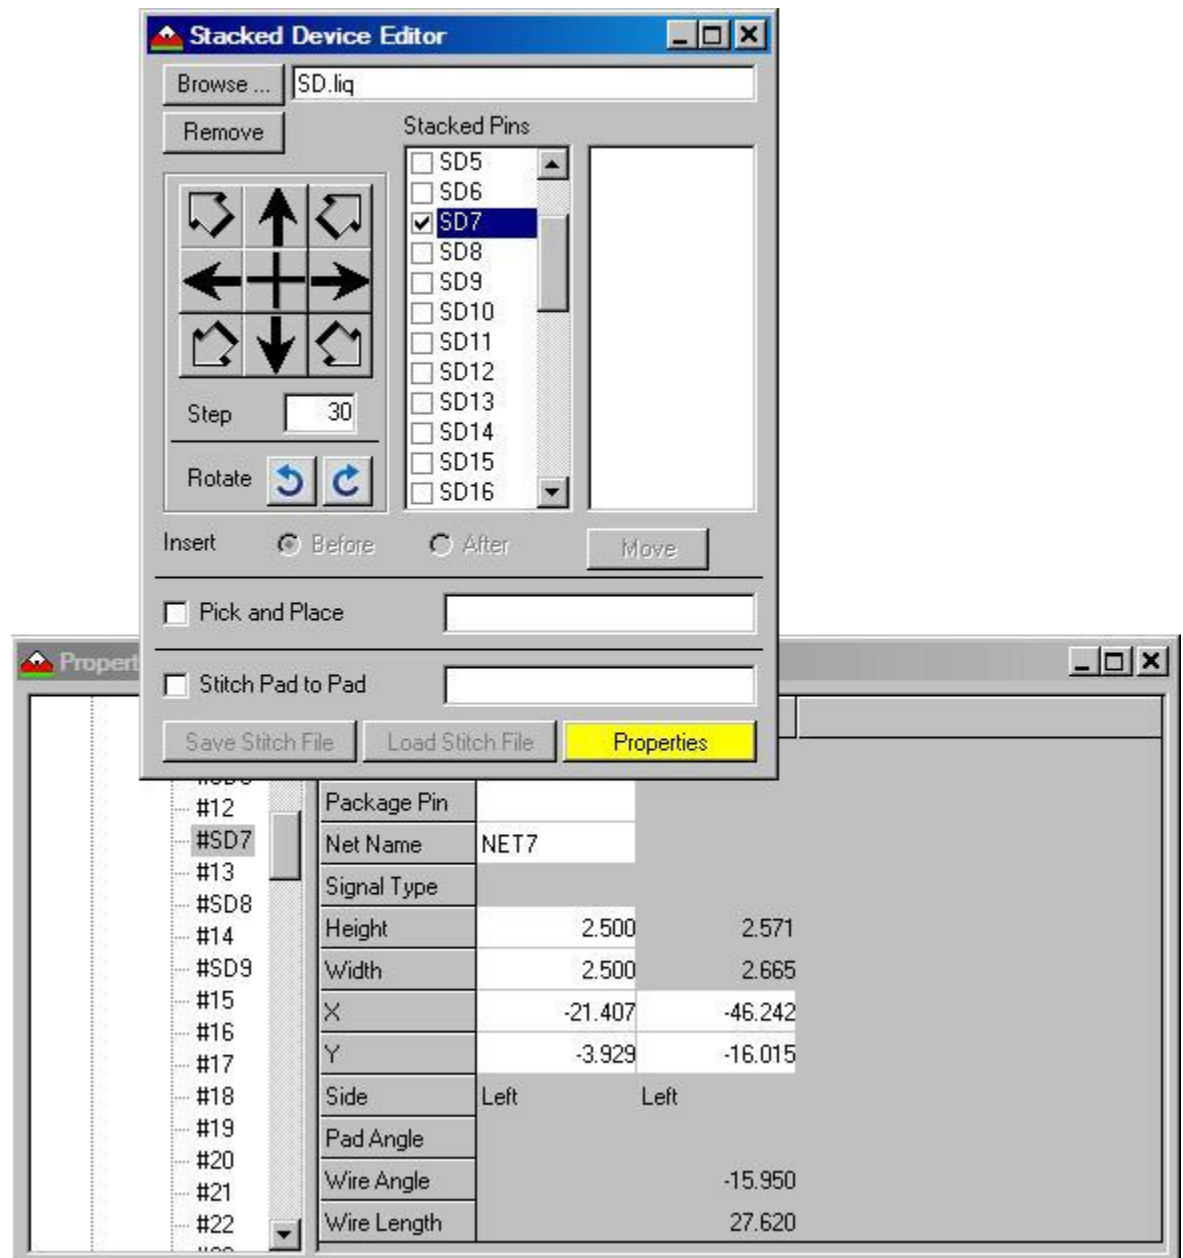 Stacked Device Editor
Browse ... SD.liq
Remove
Stacked Pins
SD5
SD6
SD7
SD8
SD9
SD10
SD11
SD12
SD13
SD14
SD15
SD16
Step 30
Rotate
Insert Before After Move
Pick and Place
Stitch Pad to Pad
Save Stitch File Load Stitch File Properties
Propert
#12
#SD7
#13
#SD8
#14
#SD9
#15
#16
#17
#18
#19
#20
#21
#22
Package Pin
Net Name NET7
Signal Type
Height 2.500 2.571
Width 2.500 2.665
X -21.407 -46.242
Y -3.929 -16.015
Side Left Left
Pad Angle
Wire Angle -15.950
Wire Length 27.620